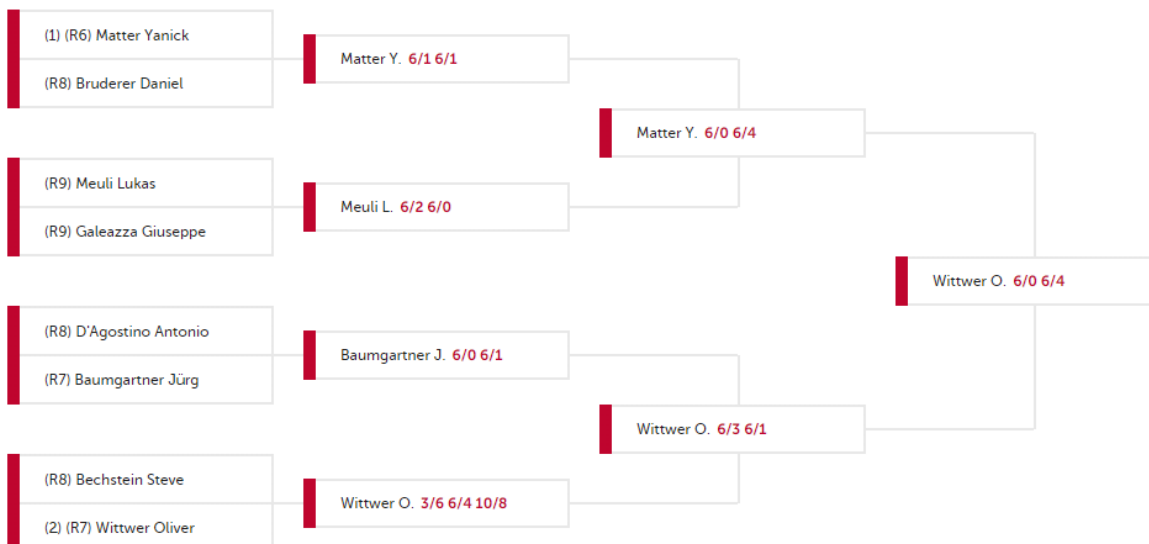 (1) (R6) Matter Yanick
(R8) Bruderer Daniel
(R9) Meuli Lukas
(R9) Galeazza Giuseppe
(R8) D'Agostino Antonio
(R7) Baumgartner Jürg
(R8) Bechstein Steve
(2) (R7) Wittwer Oliver
Matter Y. 6/1 6/1
Meuli L. 6/2 6/0
Baumgartner J. 6/0 6/1
Wittwer O. 3/6 6/4 10/8
Matter Y. 6/0 6/4
Wittwer O. 6/3 6/1
Wittwer O. 6/0 6/4